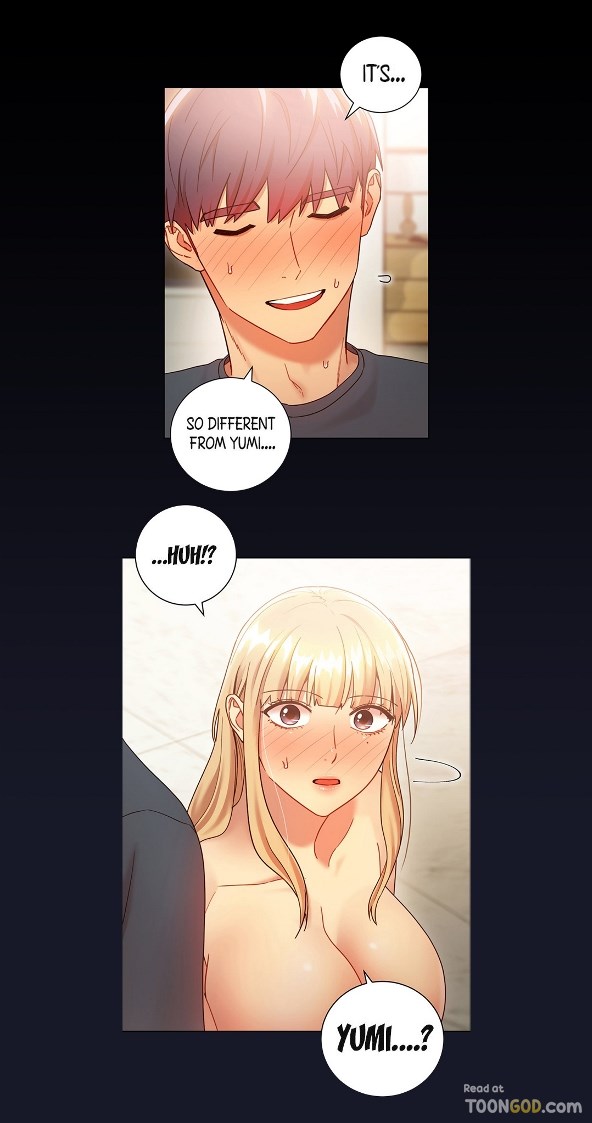 IT'S...
SO DIFFERENT
FROM YUMI....
...HUH!?
YUMI....?
Read at
TOONGOD.com